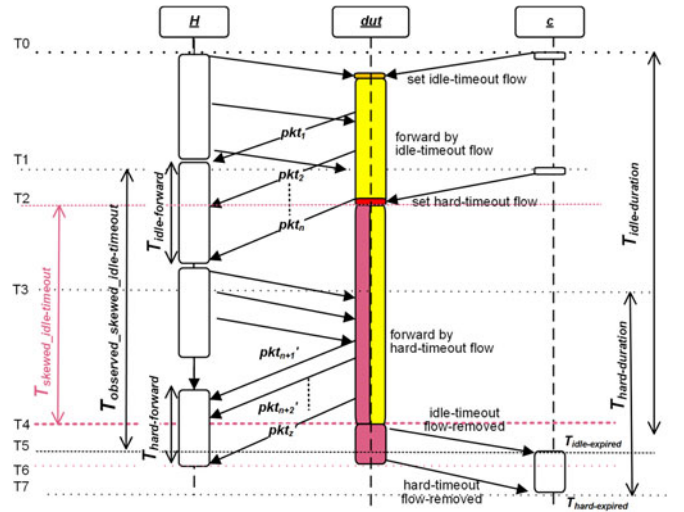 H
dut
c
T0
set idle-timeout flow
pkt1
forward by
idle-timeout flow
T1
pkt2
T2
set hard-timeout flow
pktn
Tidle-forward
Tidle-duration
Tskewed_idle-timeout
Tobserved_skewed_idle-timeout
T3
forward by
hard-timeout flow
pktn+1'
Thard-duration
pktn+2'
Thard-forward
pktz
T4
idle-timeout
flow-removed
T5
Tidle-expired
T6
T7
hard-timeout
flow-removed
Thard-expired